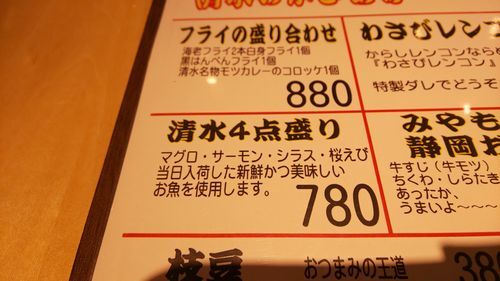 フライの盛り合わせ
海老フライ2本白身フライ1個
黒はんぺんフライ1個
清水名物モツカレーのコロッケ1個
880
わさびレンコ
からしレンコンなら
『わさびレンコン』
特製ダレでどうそ
清水4点盛り
マグロ・サーモン・シラス・桜えび
当日入荷した新鮮かつ美味しい
お魚を使用します。
780
みやも
静岡お
牛すじ（牛モツ）
ちくわ・しらたき
あったか、
うまいよ～～～
枝豆
おつまみの王道
380